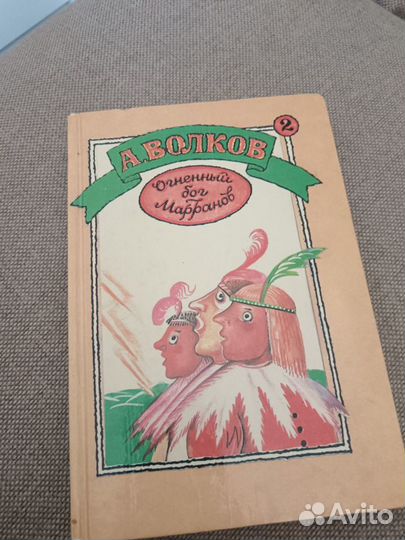 2
А. ВОЛКОВ
Огненный
бог
Марранов
Avito